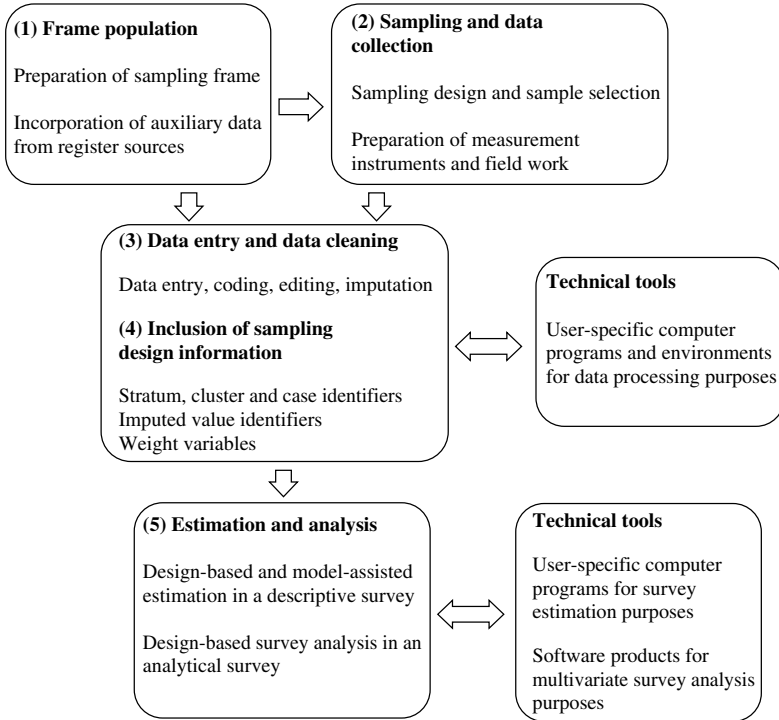 (1) Frame population
Preparation of sampling frame
Incorporation of auxiliary data
from register sources
(2) Sampling and data
collection
Sampling design and sample selection
Preparation of measurement
instruments and field work
(3) Data entry and data cleaning
Data entry, coding, editing, imputation
(4) Inclusion of sampling
design information
Stratum, cluster and case identifiers
Imputed value identifiers
Weight variables
Technical tools
User-specific computer
programs and environments
for data processing purposes
(5) Estimation and analysis
Design-based and model-assisted
estimation in a descriptive survey
Design-based survey analysis in an
analytical survey
Technical tools
User-specific computer
programs for survey
estimation purposes
Software products for
multivariate survey analysis
purposes